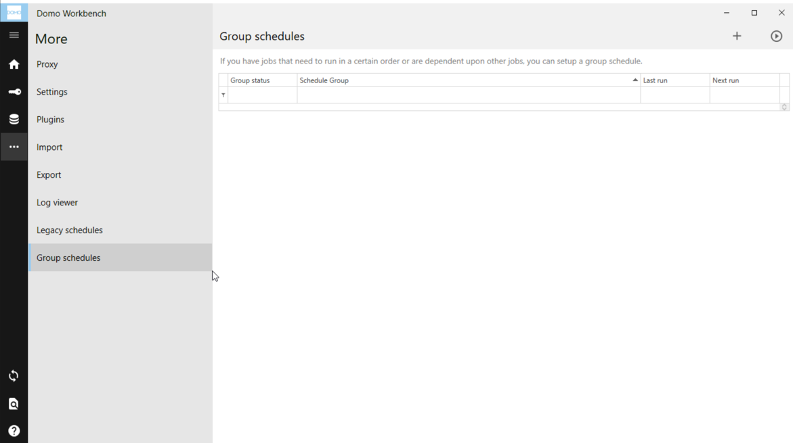 DOMO
Domo Workbench
More
Proxy
Settings
Plugins
Import
Export
Log viewer
Legacy schedules
Group schedules
Group schedules
If you have jobs that need to run in a certain order or are dependent upon other jobs, you can setup a group schedule.
Group status Schedule Group Last run Next run